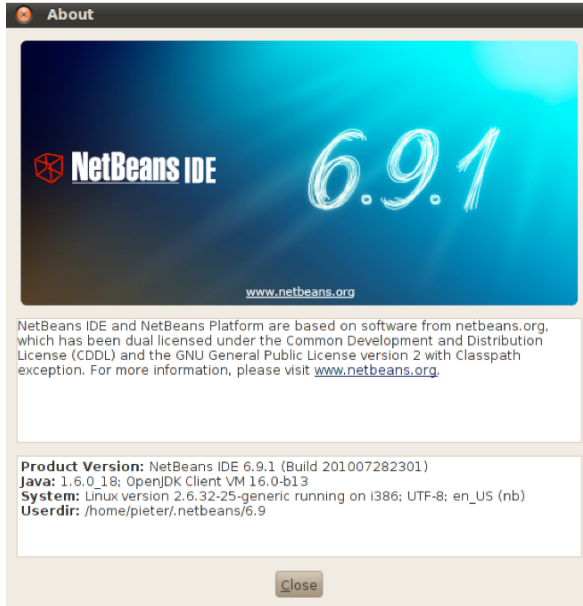 About
NetBeans IDE 6.9.1
www.netbeans.org
NetBeans IDE and NetBeans Platform are based on software from netbeans.org,
which has been dual licensed under the Common Development and Distribution
License (CDDL) and the GNU General Public License version 2 with Classpath
exception. For more information, please visit www.netbeans.org.
Product Version: NetBeans IDE 6.9.1 (Build 201007282301)
Java: 1.6.0_18; OpenJDK Client VM 16.0-b13
System: Linux version 2.6.32-25-generic running on i386; UTF-8; en_US (nb)
Userdir: /home/pieter/.netbeans/6.9
Close